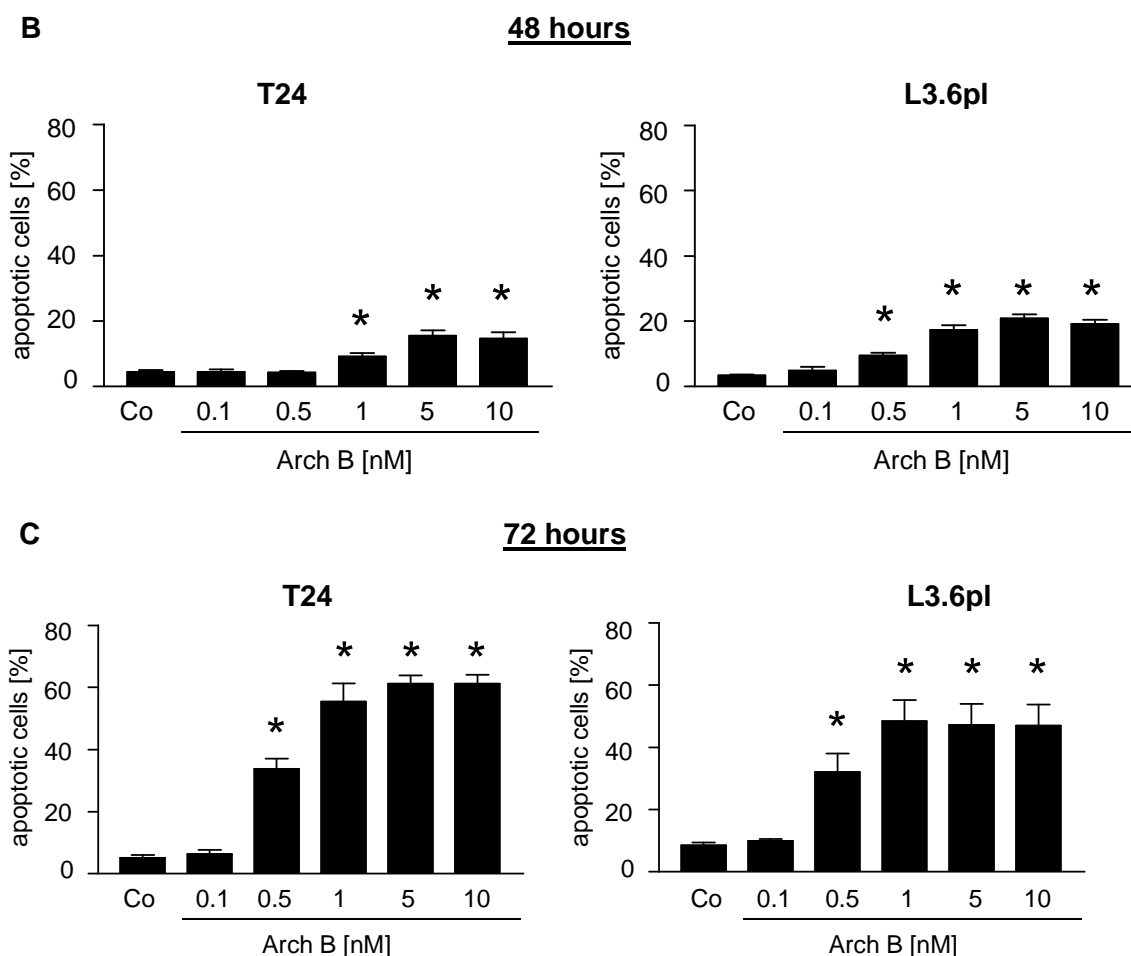 B
48 hours
T24
apoptotic cells [%]
80
60
40
20
0
* * *
Co 0.1 0.5 1 5 10
Arch B [nM]
L3.6pl
apoptotic cells [%]
80
60
40
20
0
* * * *
Co 0.1 0.5 1 5 10
Arch B [nM]
C
72 hours
T24
apoptotic cells [%]
80
60
40
20
0
* * * *
Co 0.1 0.5 1 5 10
Arch B [nM]
L3.6pl
apoptotic cells [%]
80
60
40
20
0
* * * *
Co 0.1 0.5 1 5 10
Arch B [nM]